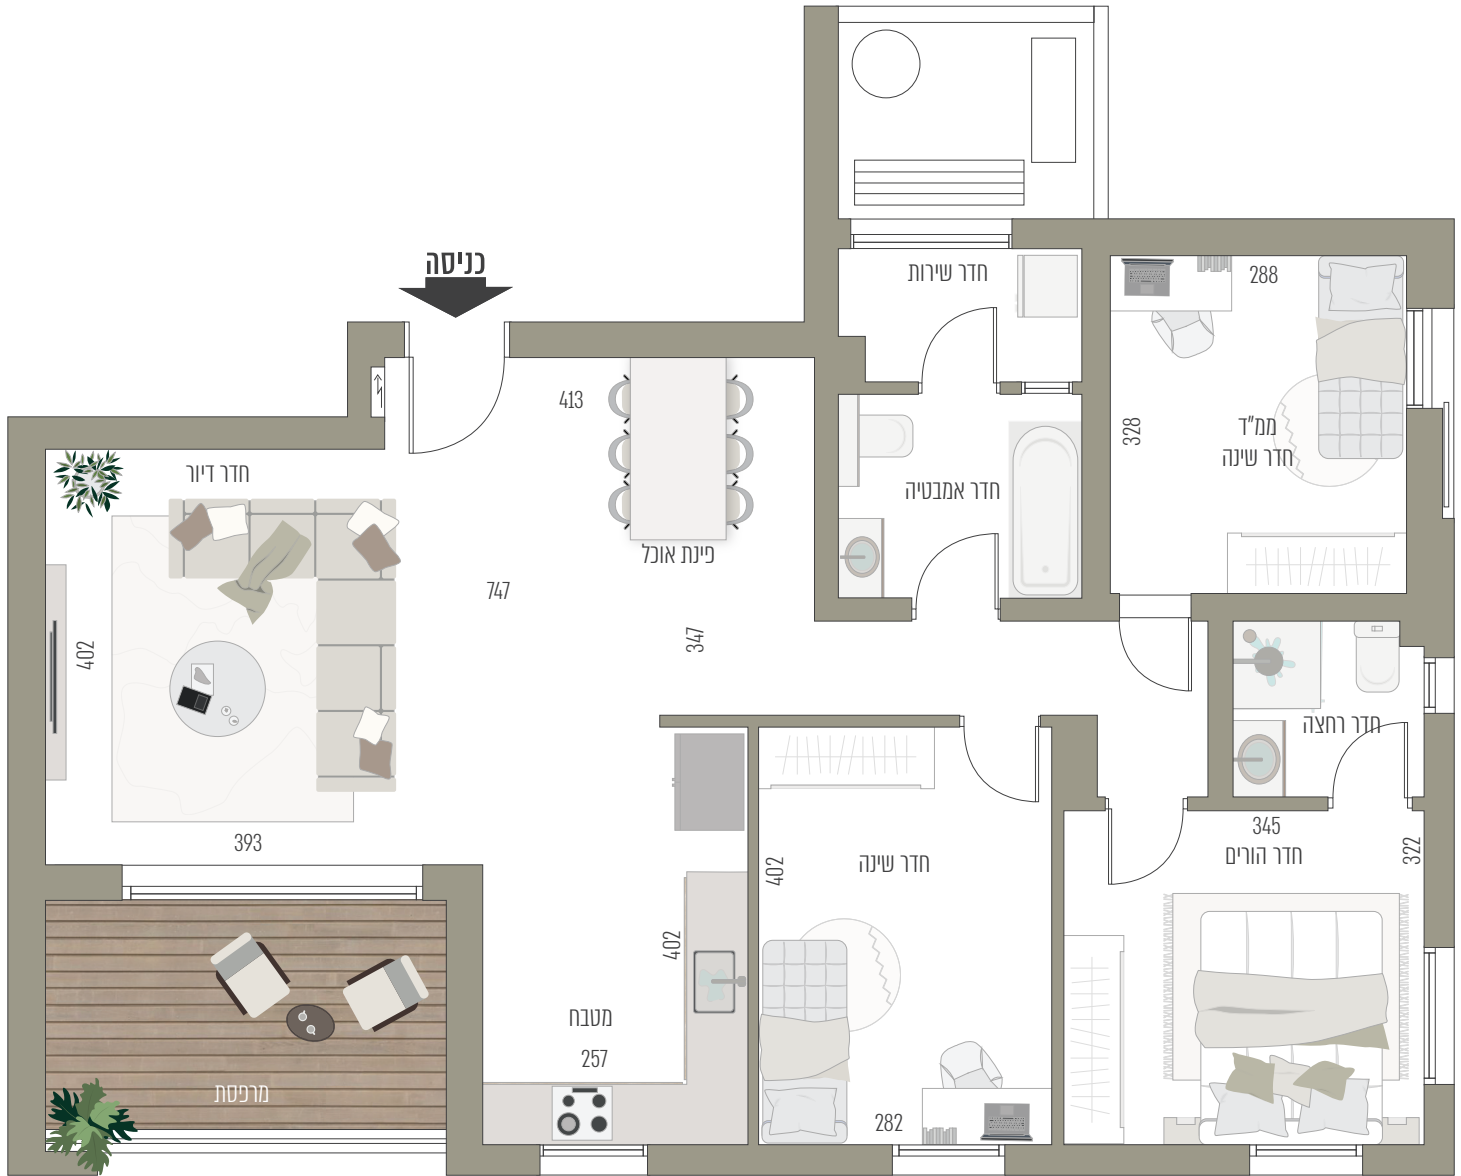 כניסה
חדר שירות
288
413
328
ממ"ד
חדר שינה
חדר דיור
חדר אמבטיה
פינת אוכל
747
347
402
חדר רחצה
393
345
322
חדר הורים
402
חדר שינה
402
מטבח
257
מרפסת
282